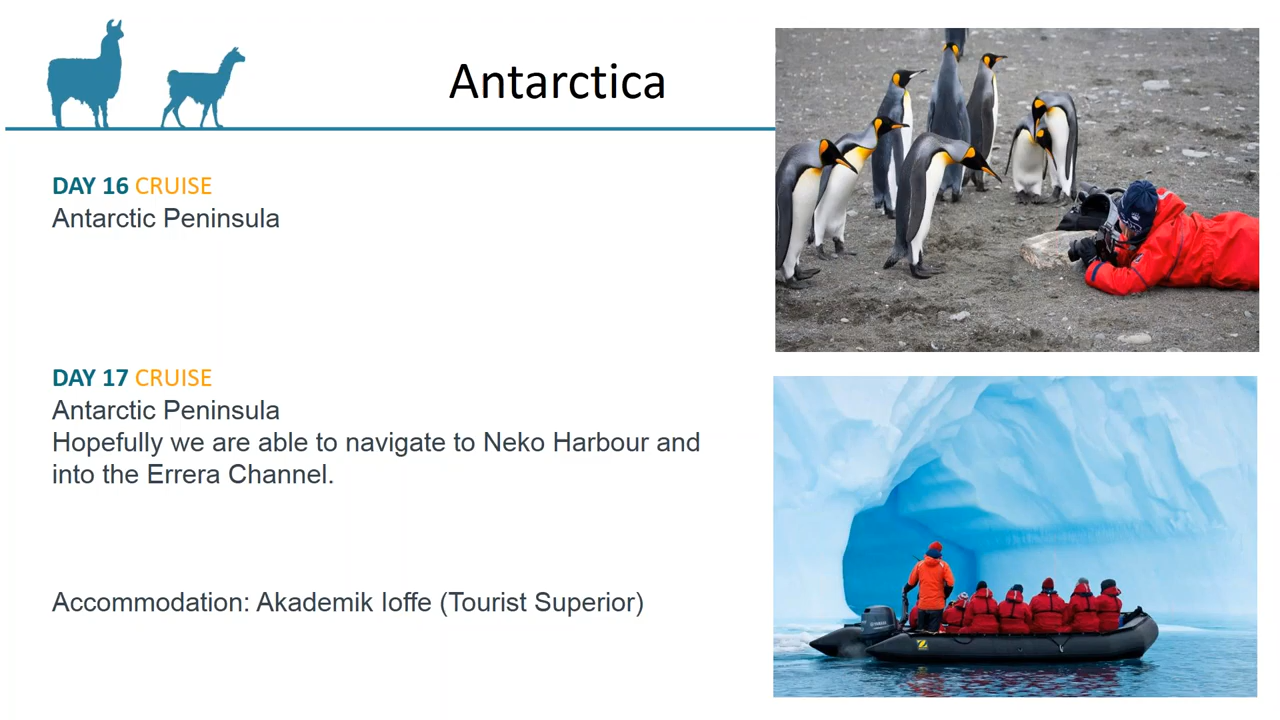 Antarctica
DAY 16 CRUISE
Antarctic Peninsula
DAY 17 CRUISE
Antarctic Peninsula
Hopefully we are able to navigate to Neko Harbour and
into the Errera Channel.
Accommodation: Akademik Ioffe (Tourist Superior)